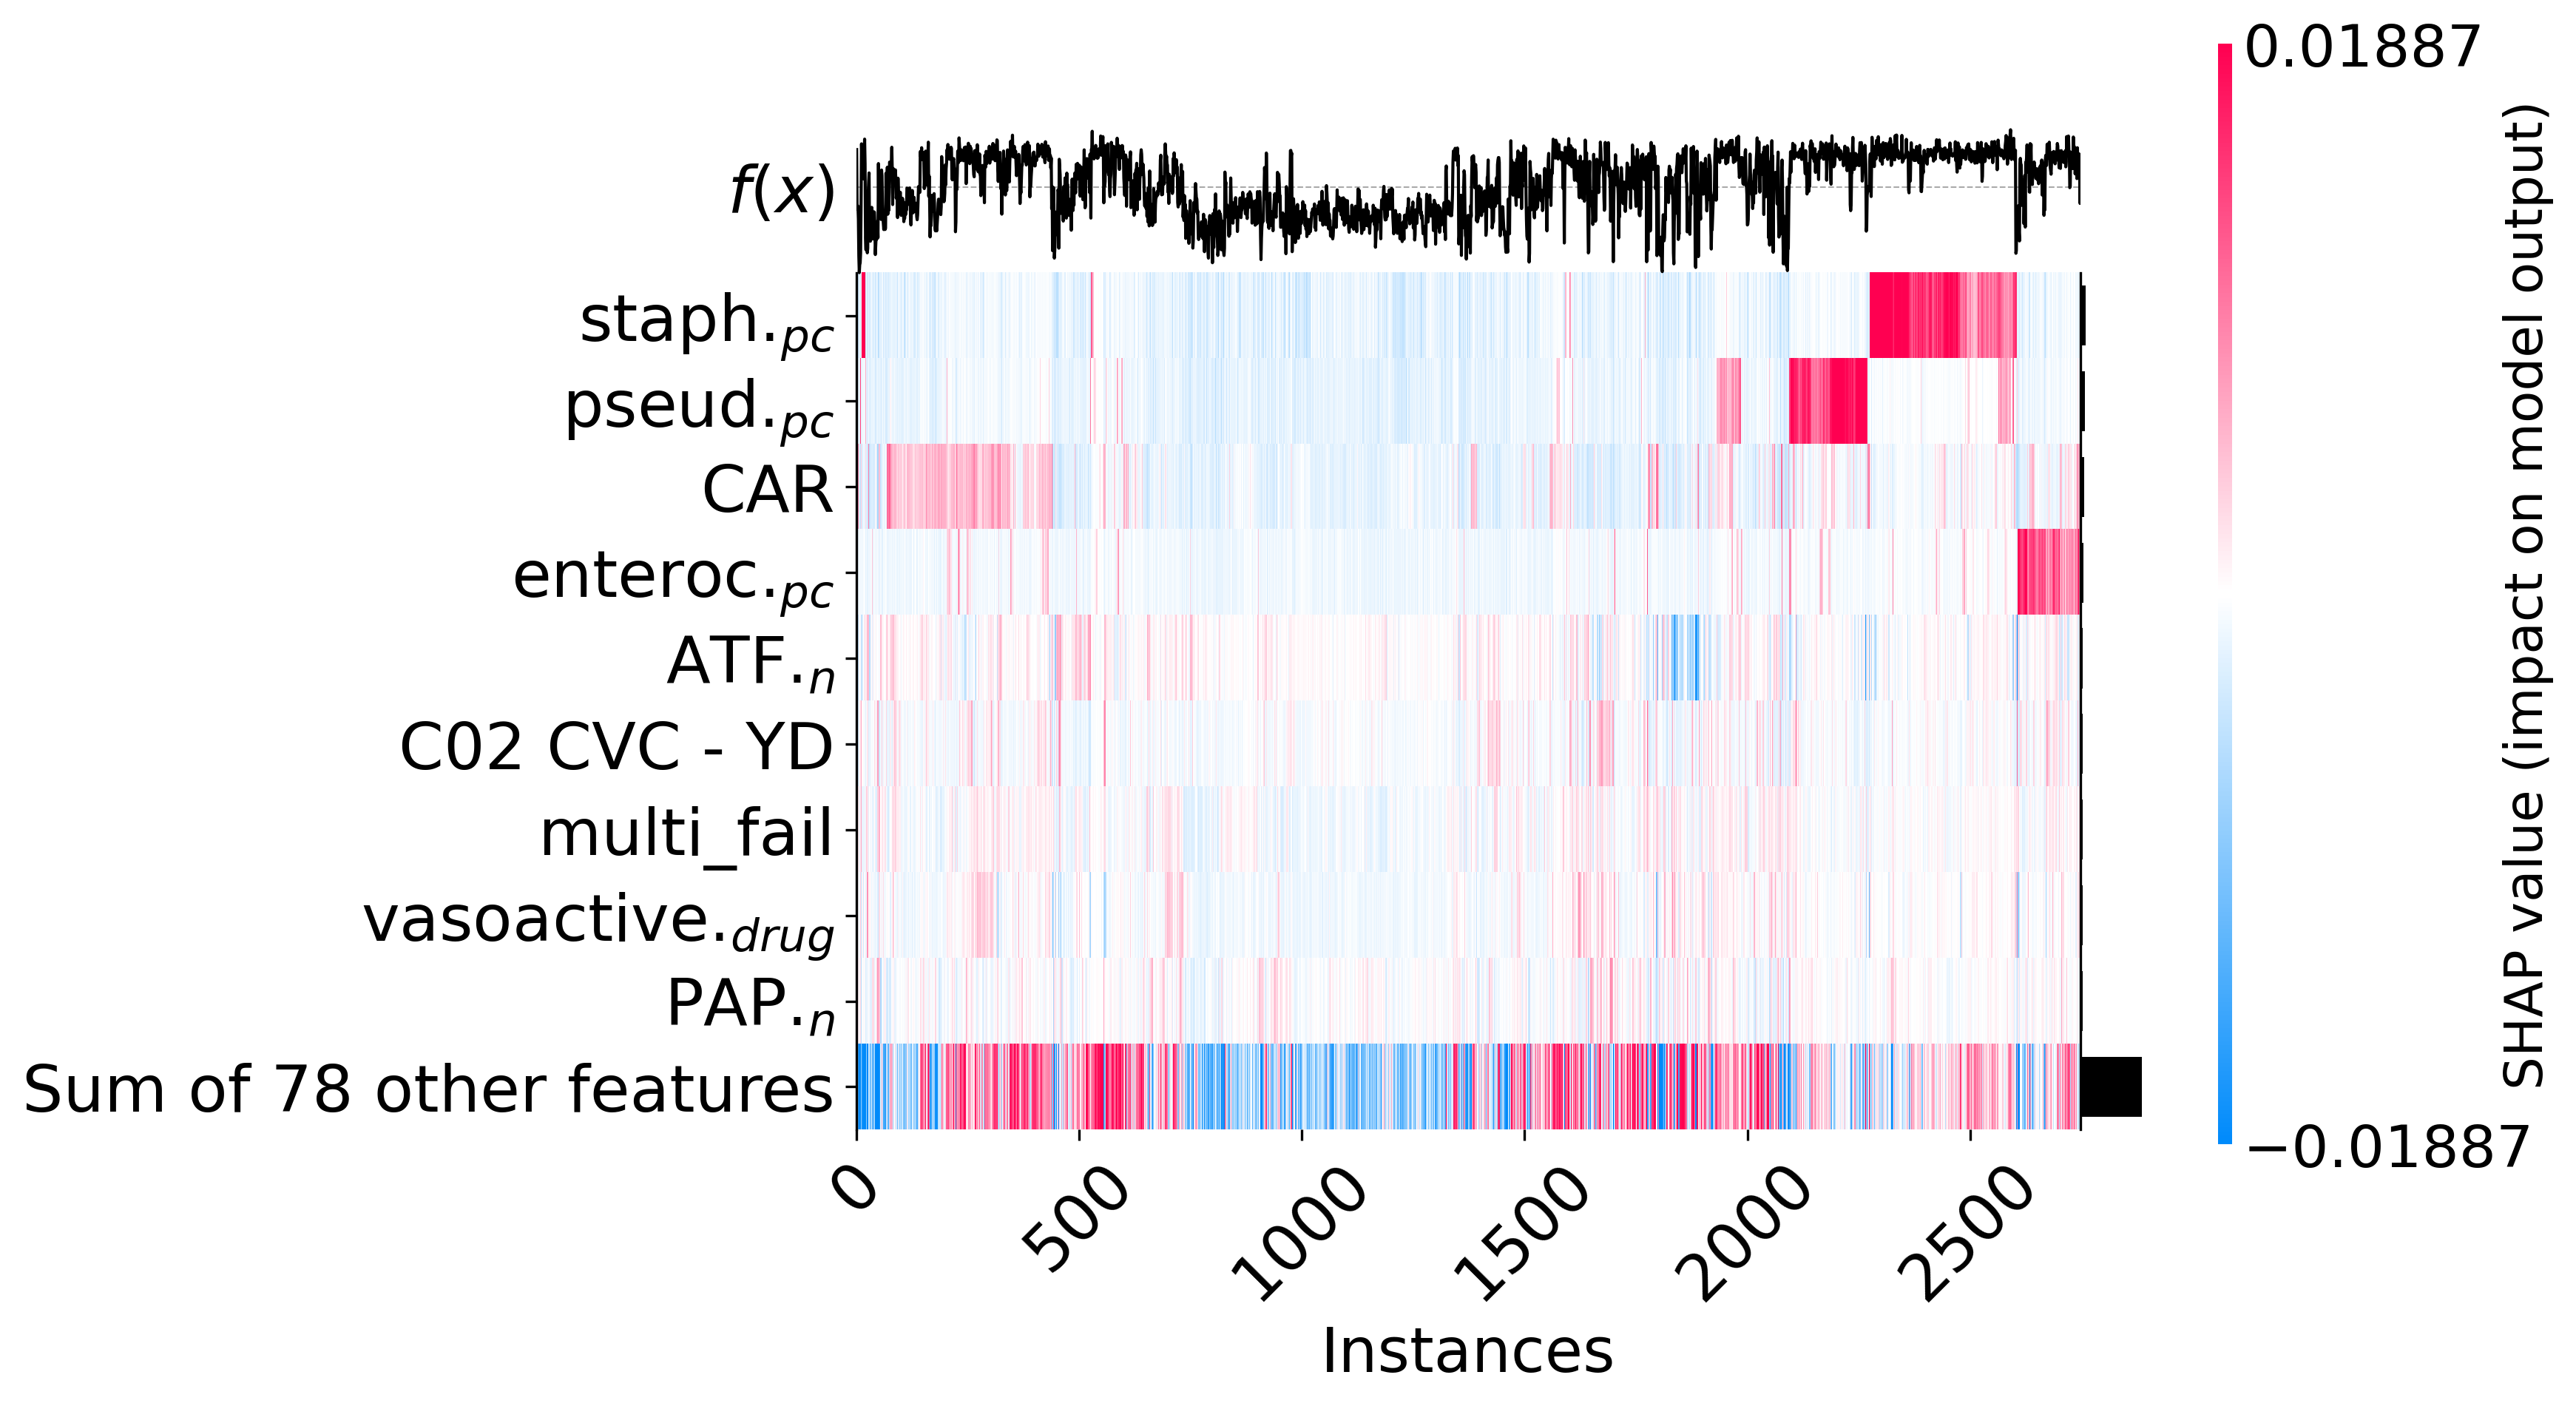 0.01887
f(x)
staph.pc
pseud.pc
CAR
enteroc.pc
ATF.n
C02 CVC - YD
multi_fail
vasoactive.drug
PAP.n
Sum of 78 other features
0
500
1000
1500
2000
2500
Instances
−0.01887
SHAP value (impact on model output)